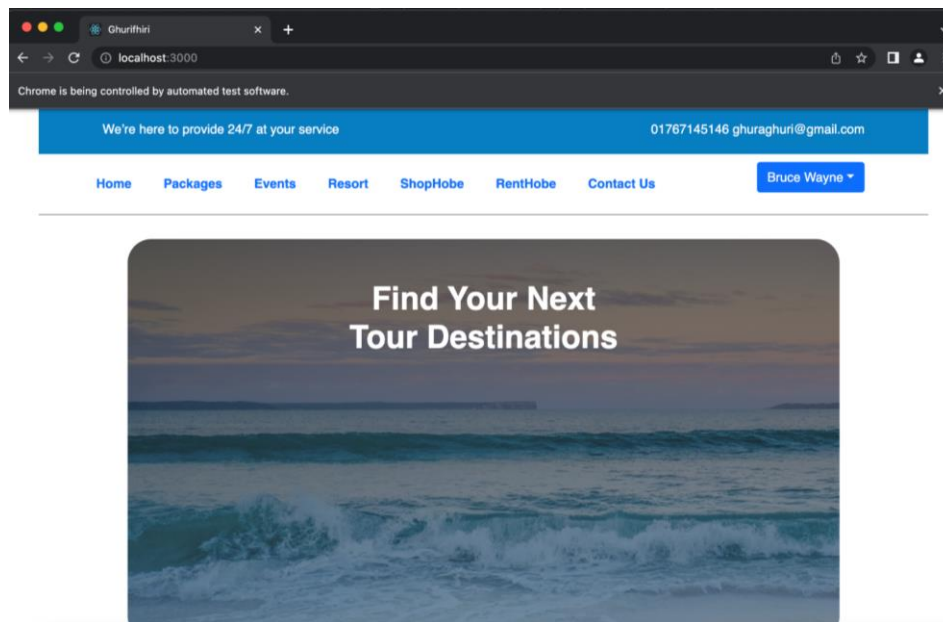 Ghurifhiri
localhost:3000
Chrome is being controlled by automated test software.
We're here to provide 24/7 at your service 01767145146 ghuraghuri@gmail.com
Home Packages Events Resort ShopHobe RentHobe Contact Us Bruce Wayne
Find Your Next
Tour Destinations